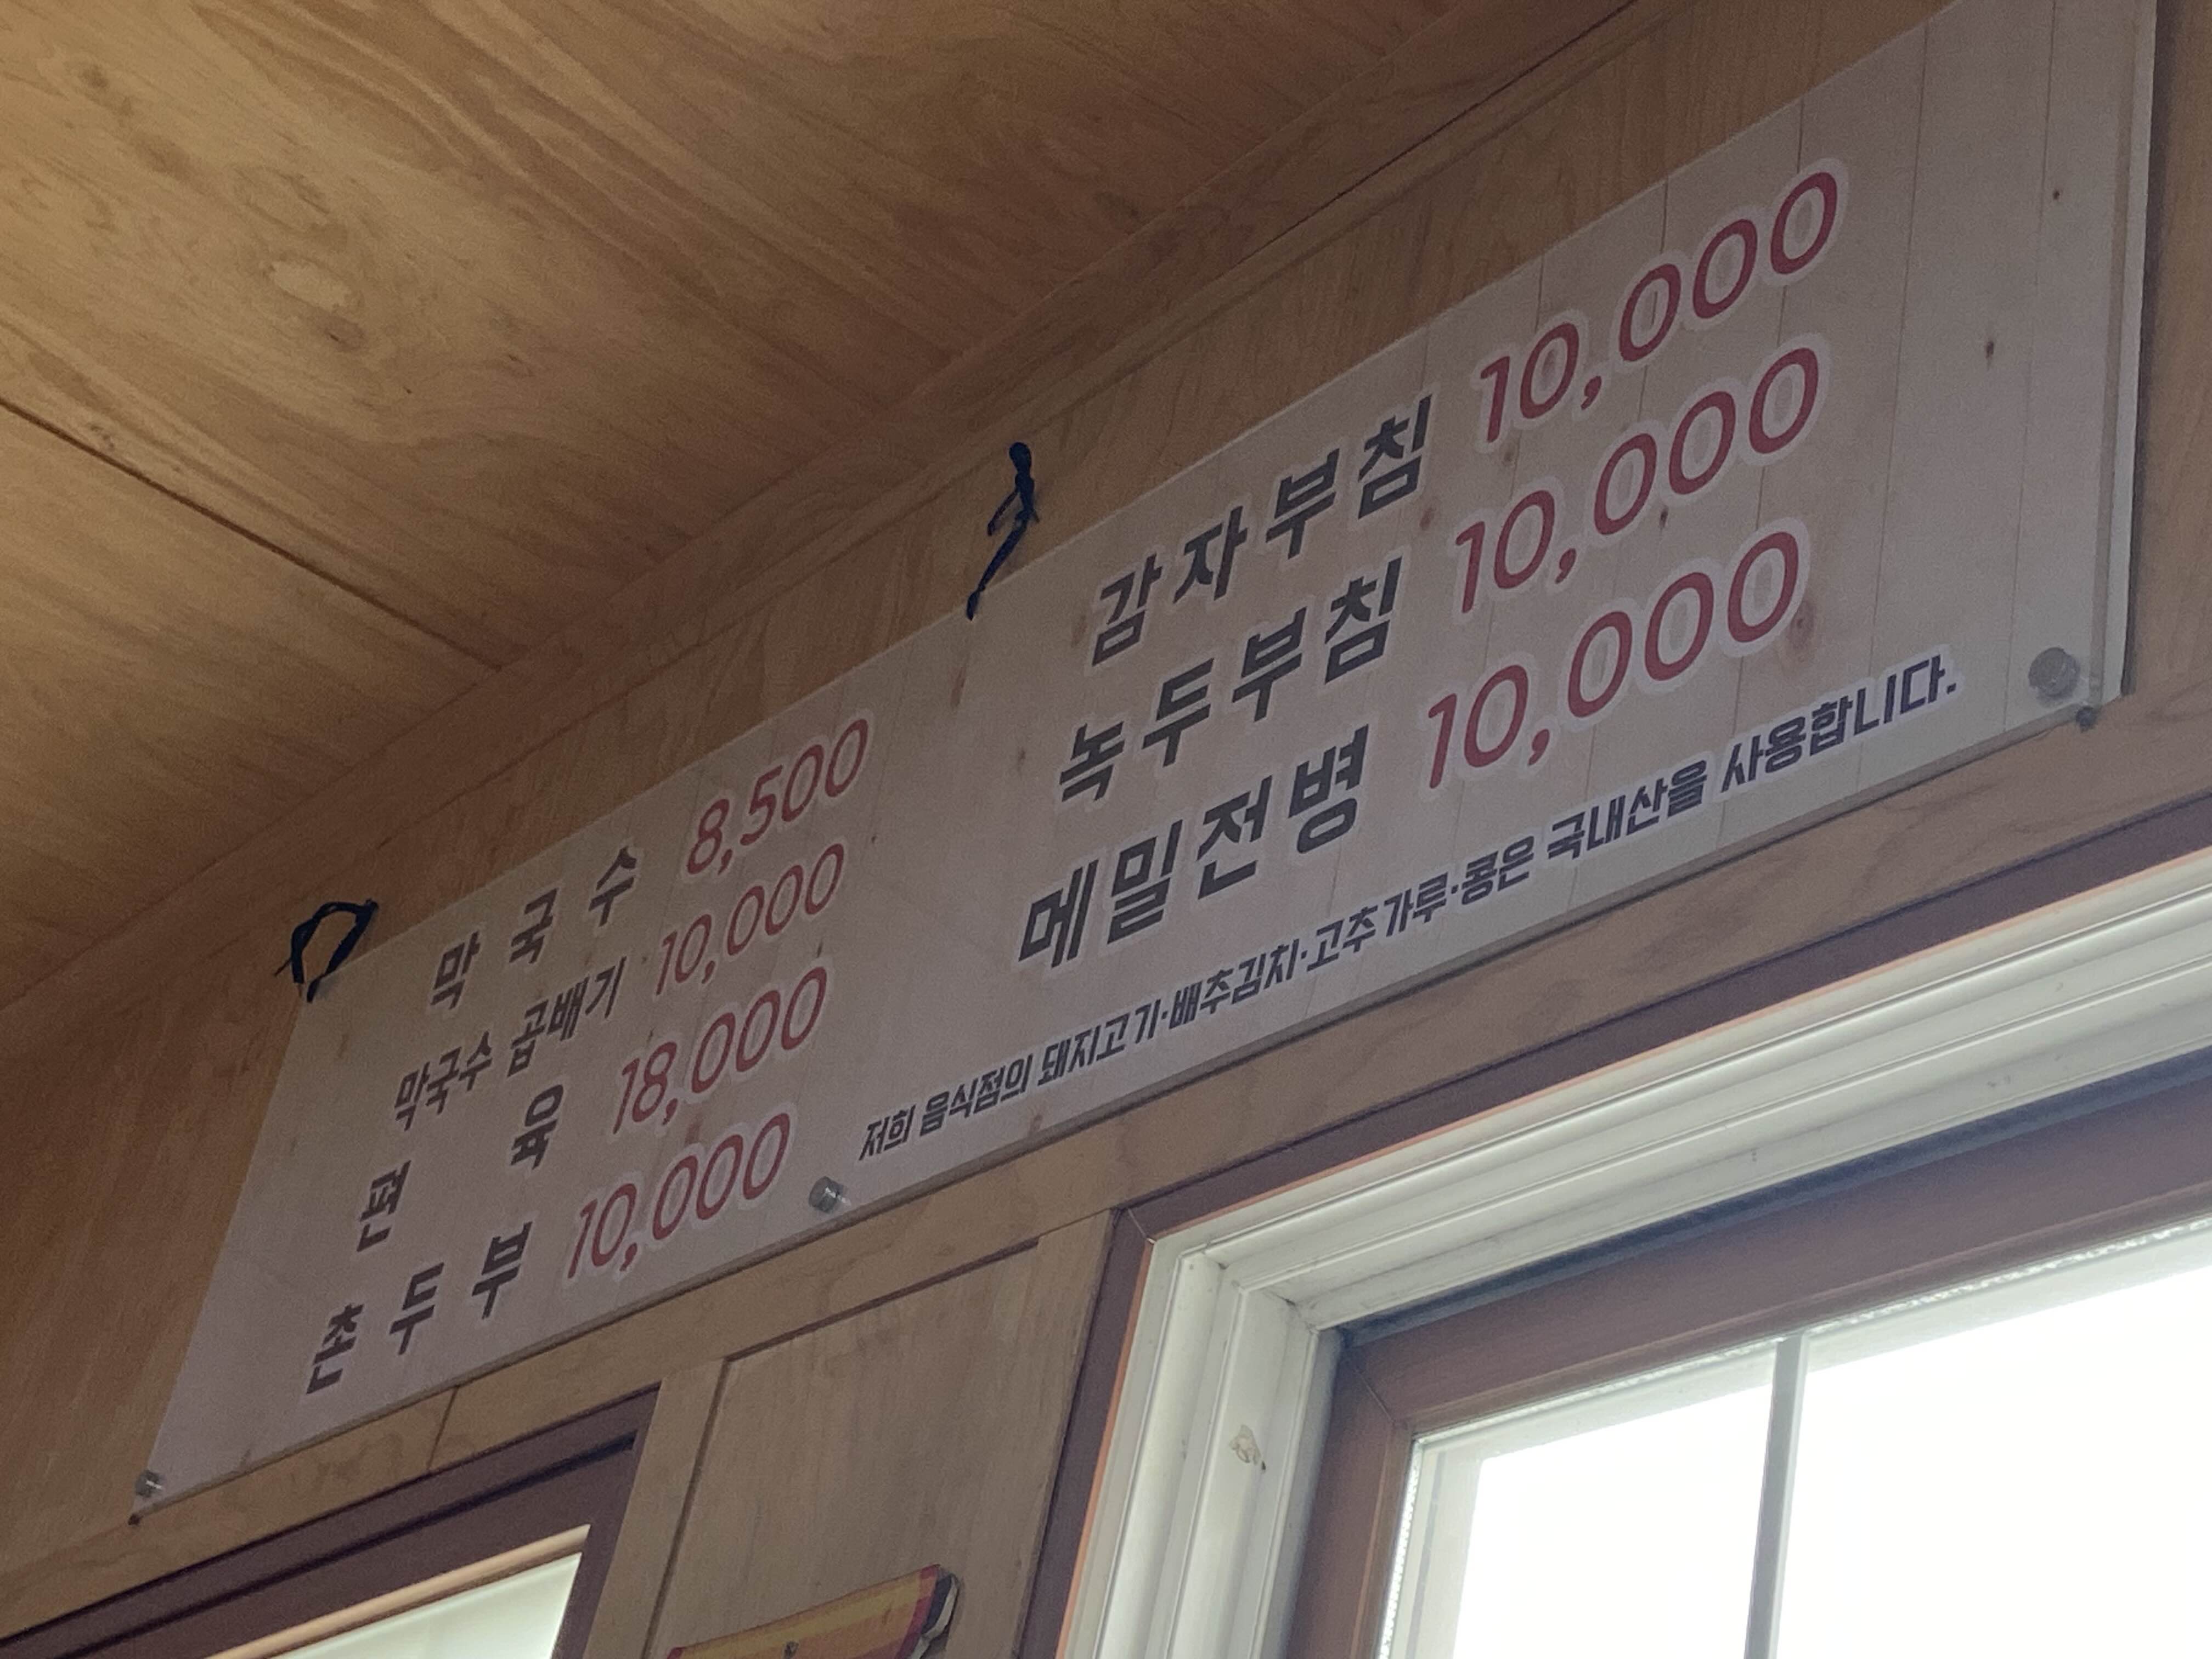 막국수 8,500
막국수 곱배기 10,000
편육 18,000
촌두부 10,000
감자부침 10,000
녹두부침 10,000
메밀전병 10,000
저희 음식점의 돼지고기·배추김치·고추가루·콩은 국내산을 사용합니다.